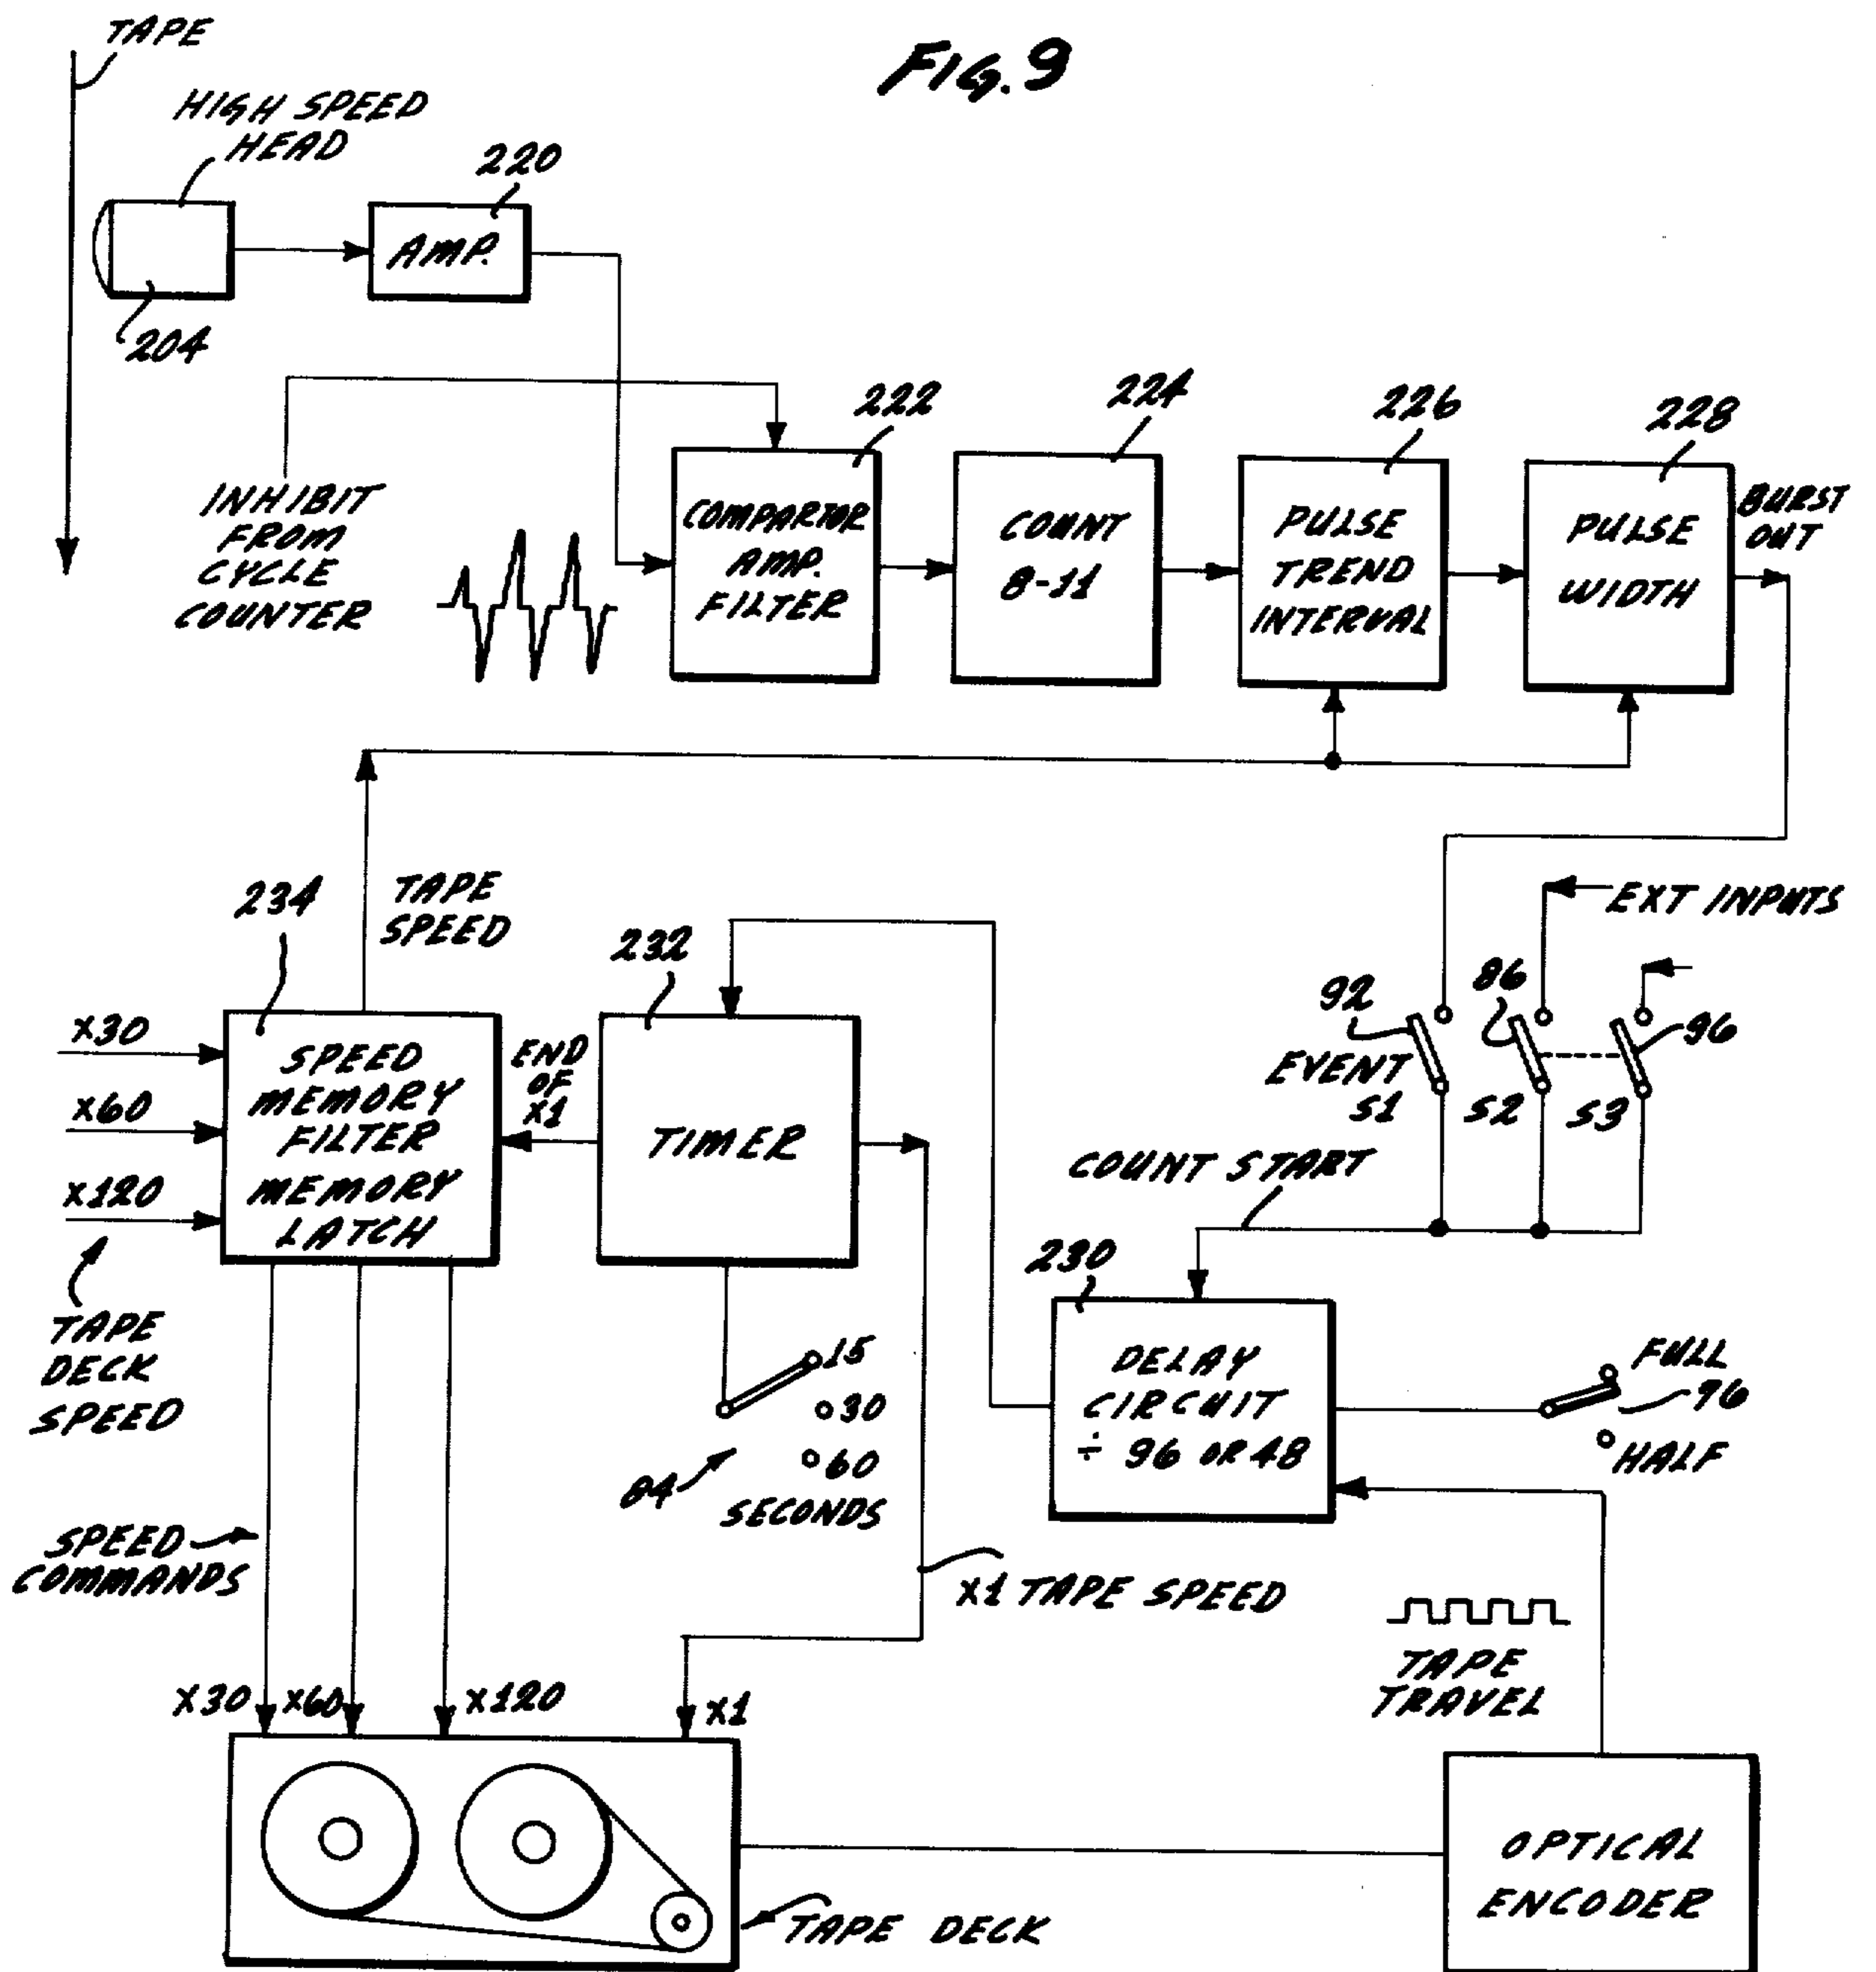 FIG. 9
TAPE
HIGH SPEED
HEAD
204
220
AMP.
INHIBIT
FROM
CYCLE
COUNTER
222
COMPARTOR
AMP.
FILTER
224
COUNT
8-11
226
PULSE
TREND
INTERVAL
228
PULSE
WIDTH
BURST
OUT
TAPE
SPEED
234
X30
X60
X120
SPEED
MEMORY
FILTER
MEMORY
LATCH
END
OF
X1
232
TIMER
EXT INPUTS
92
86
96
EVENT
S1
S2
S3
COUNT START
230
DELAY
CIRCUIT
÷ 96 OR 48
FULL
96
HALF
TAPE
DECK
SPEED
15
30
60
SECONDS
84
SPEED
COMMANDS
X1 TAPE SPEED
TAPE
TRAVEL
X30
X60
X120
X1
TAPE DECK
OPTICAL
ENCODER